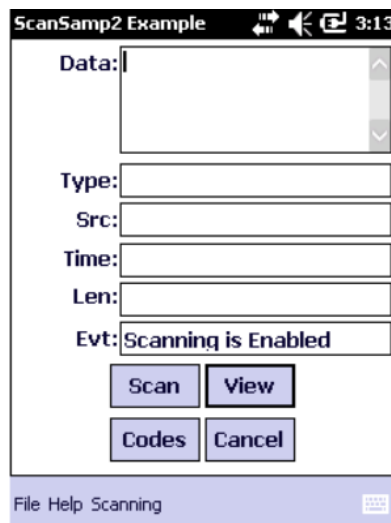 ScanSamp2 Example 3:13
Data:
Type:
Src:
Time:
Len:
Evt: Scanning is Enabled
Scan View
Codes Cancel
File Help Scanning